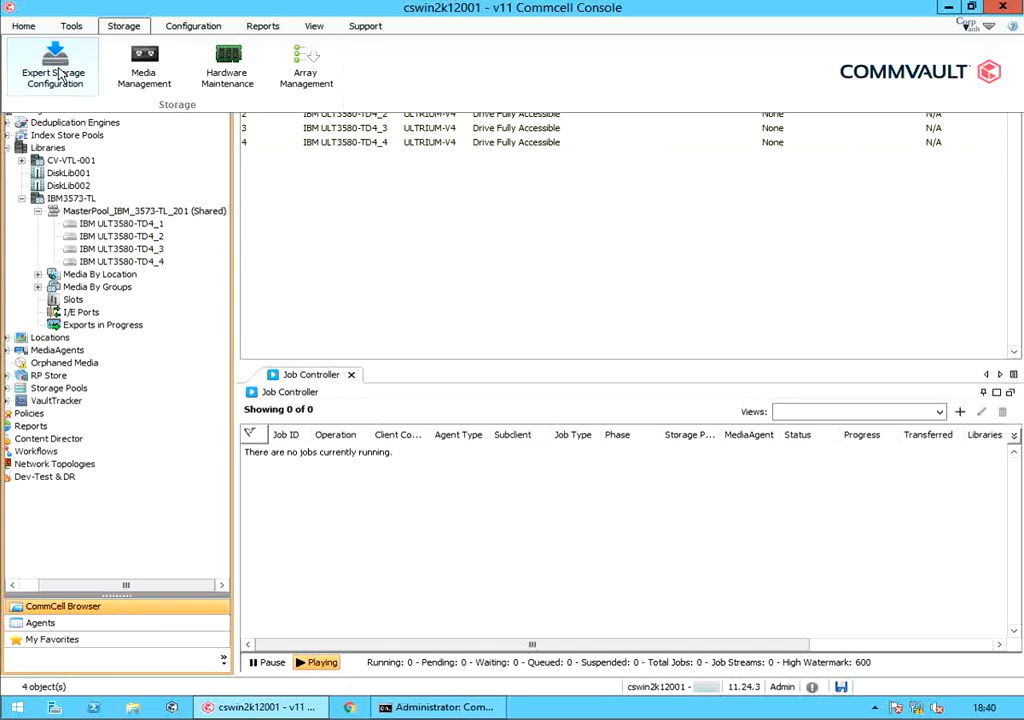 cswin2k12001 - v11 Commcell Console
Home Tools Storage Configuration Reports View Support
Expert Storage Configuration
Media Management
Hardware Maintenance
Array Management
Storage
COMMVAULT
Deduplication Engines
Index Store Pools
Libraries
CV-VTL-001
DiskLib001
DiskLib002
IBM3573-TL
MasterPool_IBM_3573-TL_201 (Shared)
IBM ULT3580-TD4_1
IBM ULT3580-TD4_2
IBM ULT3580-TD4_3
IBM ULT3580-TD4_4
Media By Location
Media By Groups
Slots
I/E Ports
Exports in Progress
Locations
MediaAgents
Orphaned Media
RP Store
Storage Pools
VaultTracker
Policies
Reports
Content Director
Workflows
Network Topologies
Dev-Test & DR
CommCell Browser
Agents
My Favorites
2 IBM ULT3580-TD4_2 ULTRIUM-V4 Drive Fully Accessible None N/A
3 IBM ULT3580-TD4_3 ULTRIUM-V4 Drive Fully Accessible None N/A
4 IBM ULT3580-TD4_4 ULTRIUM-V4 Drive Fully Accessible None N/A
Job Controller
Job Controller
Showing 0 of 0 Views:
Job ID Operation Client Co... Agent Type Subclient Job Type Phase Storage P... MediaAgent Status Progress Transferred Libraries
There are no jobs currently running.
Pause Playing Running: 0 - Pending: 0 - Waiting: 0 - Queued: 0 - Suspended: 0 - Total Jobs: 0 - Job Streams: 0 - High Watermark: 600
4 object(s) cswin2k12001 - 11.24.3 Admin
cswin2k12001 - v11 ... Administrator: Com... 18:40